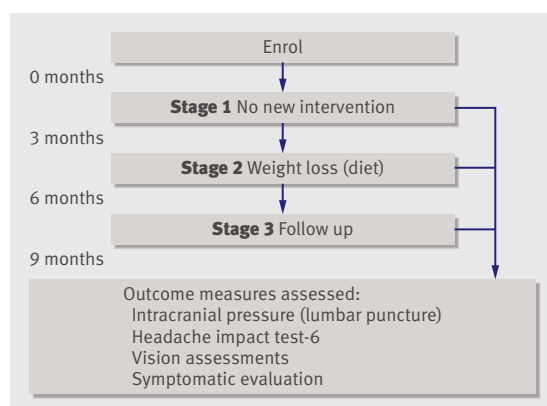 Enrol
0 months
Stage 1 No new intervention
3 months
Stage 2 Weight loss (diet)
6 months
Stage 3 Follow up
9 months
Outcome measures assessed:
Intracranial pressure (lumbar puncture)
Headache impact test-6
Vision assessments
Symptomatic evaluation